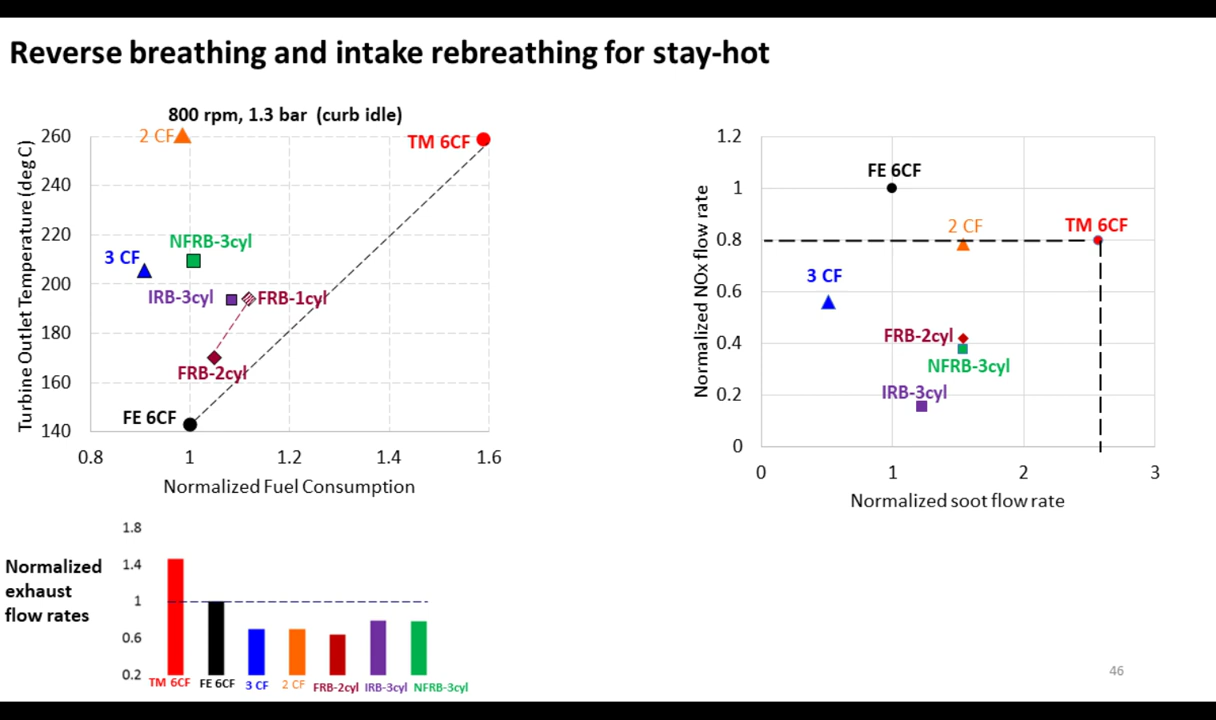 Reverse breathing and intake rebreathing for stay-hot
800 rpm, 1.3 bar  (curb idle)
Turbine Outlet Temperature (deg C)
260
240
220
200
180
160
140
2 CF
TM 6CF
NFRB-3cyl
3 CF
IRB-3cyl
FRB-1cyl
FRB-2cyl
FE 6CF
0.8
1
1.2
1.4
1.6
Normalized Fuel Consumption
Normalized NOx flow rate
1.2
1
0.8
0.6
0.4
0.2
0
FE 6CF
2 CF
TM 6CF
3 CF
FRB-2cyl
NFRB-3cyl
IRB-3cyl
0
1
2
3
Normalized soot flow rate
Normalized
exhaust
flow rates
1.8
1.4
1
0.6
0.2
TM 6CF
FE 6CF
3 CF
2 CF
FRB-2cyl
IRB-3cyl
NFRB-3cyl
46